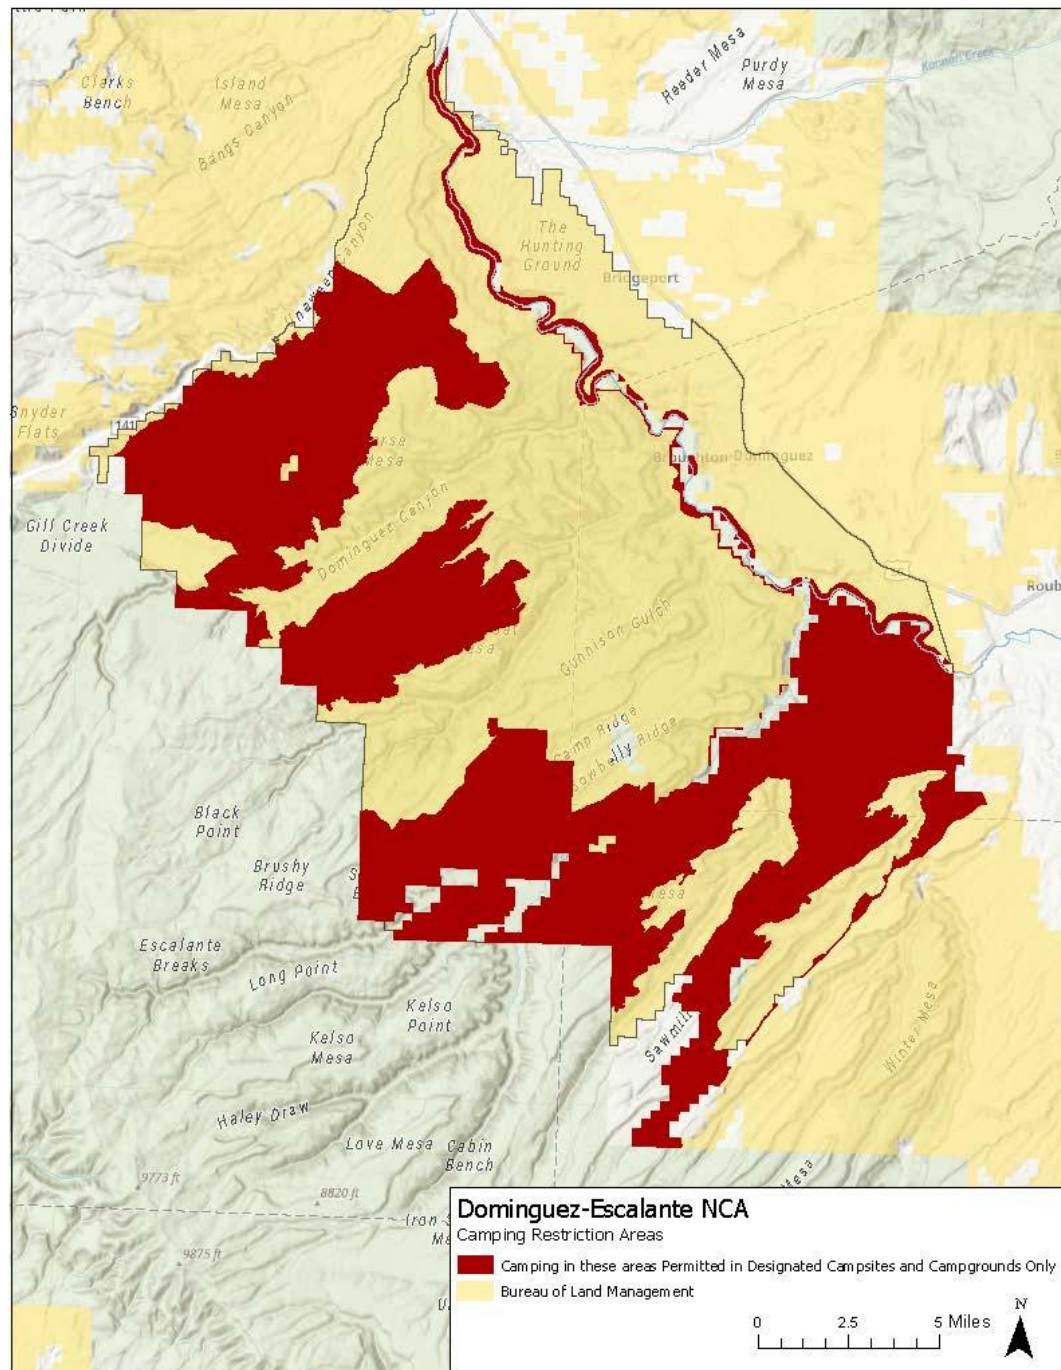 Reeder Mesa
Purdy
Mesa
Kannah Creek
Clarks
Bench
Island
Mesa
Bangs Canyon
The
Hunting
Ground
Bridgeport
Snyder
Flats
141
Dominguez
Dominguez Canyon
Gill Creek
Divide
Gunnison Gulch
Camp Ridge
Sowbelly Ridge
Black
Point
Brushy
Ridge
Escalante
Breaks
Long Point
Kelso
Point
Kelso
Mesa
Sawmill
Winter Mesa
Haley Draw
Love Mesa
Cabin
Bench
Mesa
9773 ft
8820 ft
9875 ft
Dominguez-Escalante NCA
Camping Restriction Areas
Camping in these areas Permitted in Designated Campsites and Campgrounds Only
Bureau of Land Management
N
0 2.5 5 Miles